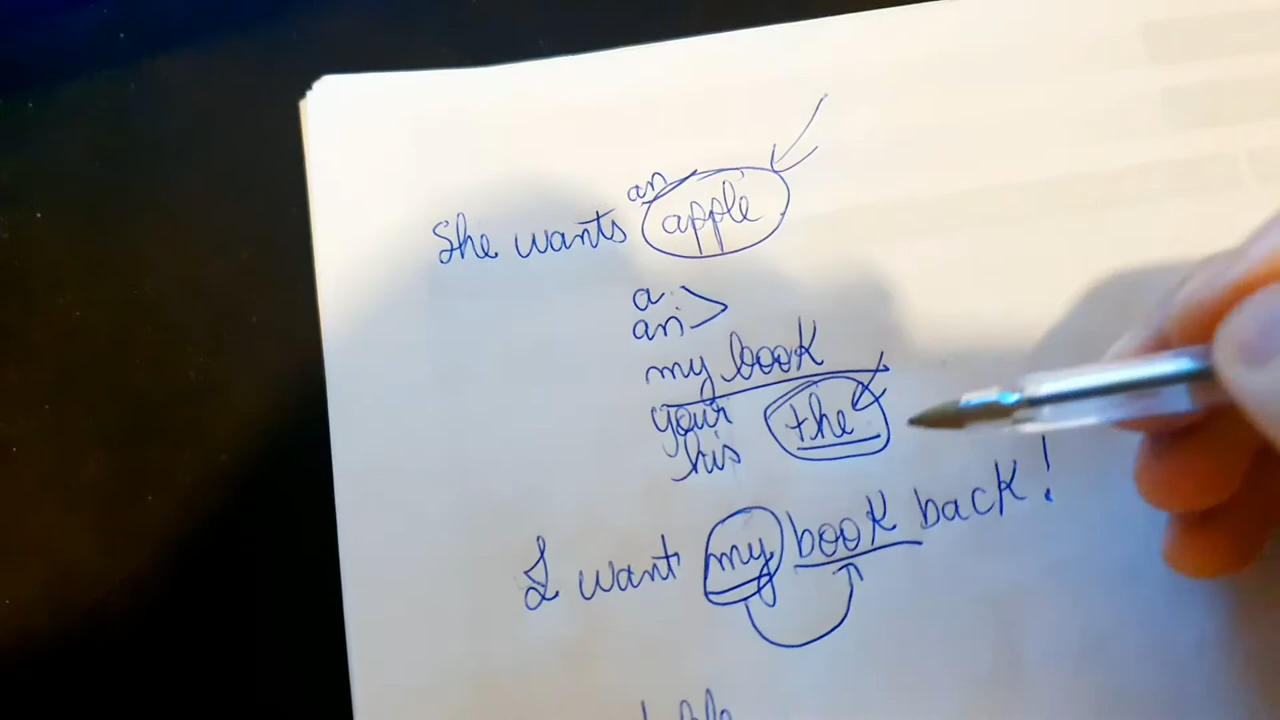 an
She wants apple
a
an
my book
your
his the
I want my book back!